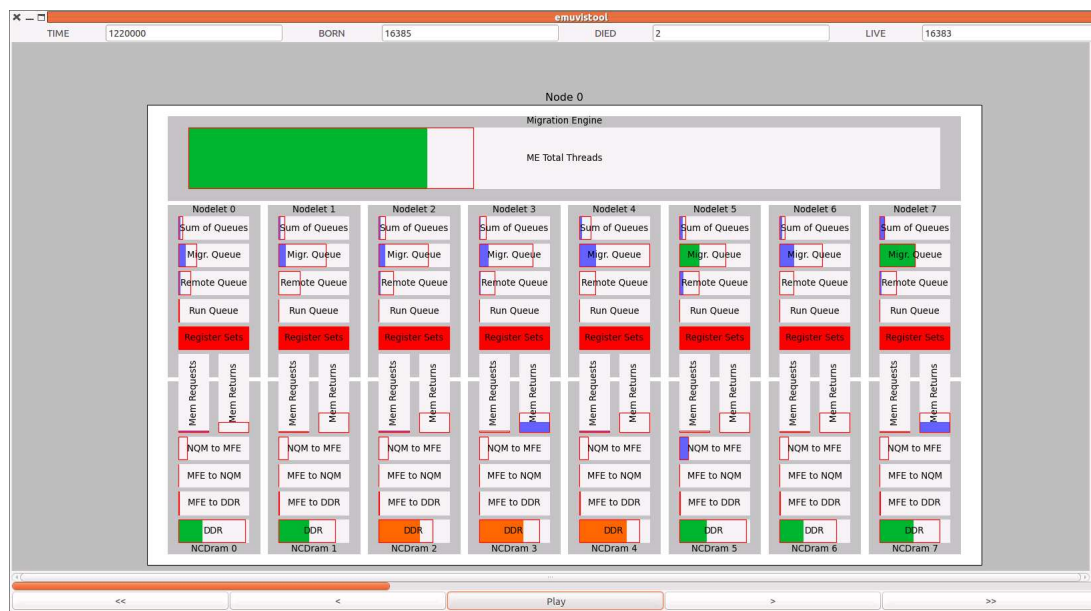 emuvistool
TIME 1220000 BORN 16385 DIED 2 LIVE 16383
Node 0
Migration Engine
ME Total Threads
Nodelet 0 Nodelet 1 Nodelet 2 Nodelet 3 Nodelet 4 Nodelet 5 Nodelet 6 Nodelet 7
Sum of Queues Sum of Queues Sum of Queues Sum of Queues Sum of Queues Sum of Queues Sum of Queues Sum of Queues
Migr. Queue Migr. Queue Migr. Queue Migr. Queue Migr. Queue Migr. Queue Migr. Queue Migr. Queue
Remote Queue Remote Queue Remote Queue Remote Queue Remote Queue Remote Queue Remote Queue Remote Queue
Run Queue Run Queue Run Queue Run Queue Run Queue Run Queue Run Queue Run Queue
Register Sets Register Sets Register Sets Register Sets Register Sets Register Sets Register Sets Register Sets
Mem Requests Mem Returns Mem Requests Mem Returns Mem Requests Mem Returns Mem Requests Mem Returns Mem Requests Mem Returns Mem Requests Mem Returns Mem Requests Mem Returns Mem Requests Mem Returns
NQM to MFE NQM to MFE NQM to MFE NQM to MFE NQM to MFE NQM to MFE NQM to MFE NQM to MFE
MFE to NQM MFE to NQM MFE to NQM MFE to NQM MFE to NQM MFE to NQM MFE to NQM MFE to NQM
MFE to DDR MFE to DDR MFE to DDR MFE to DDR MFE to DDR MFE to DDR MFE to DDR MFE to DDR
DDR DDR DDR DDR DDR DDR DDR DDR
NCDram 0 NCDram 1 NCDram 2 NCDram 3 NCDram 4 NCDram 5 NCDram 6 NCDram 7
<< < Play > >>